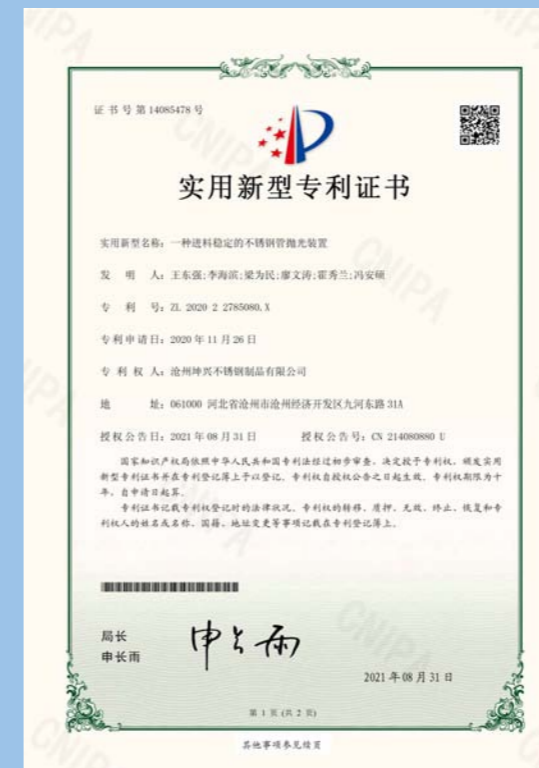 证书号第14085478号
实用新型专利证书
实用新型名称：一种进料稳定的不锈钢管抛光装置
发 明 人：王东强;李海滨;梁为民;廖文涛;霍秀兰;冯安硕
专 利 号：ZL 2020 2 2785080.X
专利申请日：2020年11月26日
专 利 权 人：沧州坤兴不锈钢制品有限公司
地 址：061000 河北省沧州市沧州经济开发区九河东路31A
授权公告日：2021年08月31日 授权公告号：CN 214080880 U
国家知识产权局依照中华人民共和国专利法经过初步审查，决定授予专利权，颁发实用
新型专利证书并在专利登记簿上予以登记。专利权自授权公告之日起生效。专利权期限为十
年，自申请日起算。
专利证书记载专利权登记时的法律状况。专利权的转移、质押、无效、终止、恢复和专
利权人的姓名或名称、国籍、地址变更等事项记载在专利登记簿上。
局长
申长雨
申长雨
2021年08月31日
第 1 页 (共 2 页)
其他事项参见续页
CNIPA
CNIPA
CNIPA
CNIPA